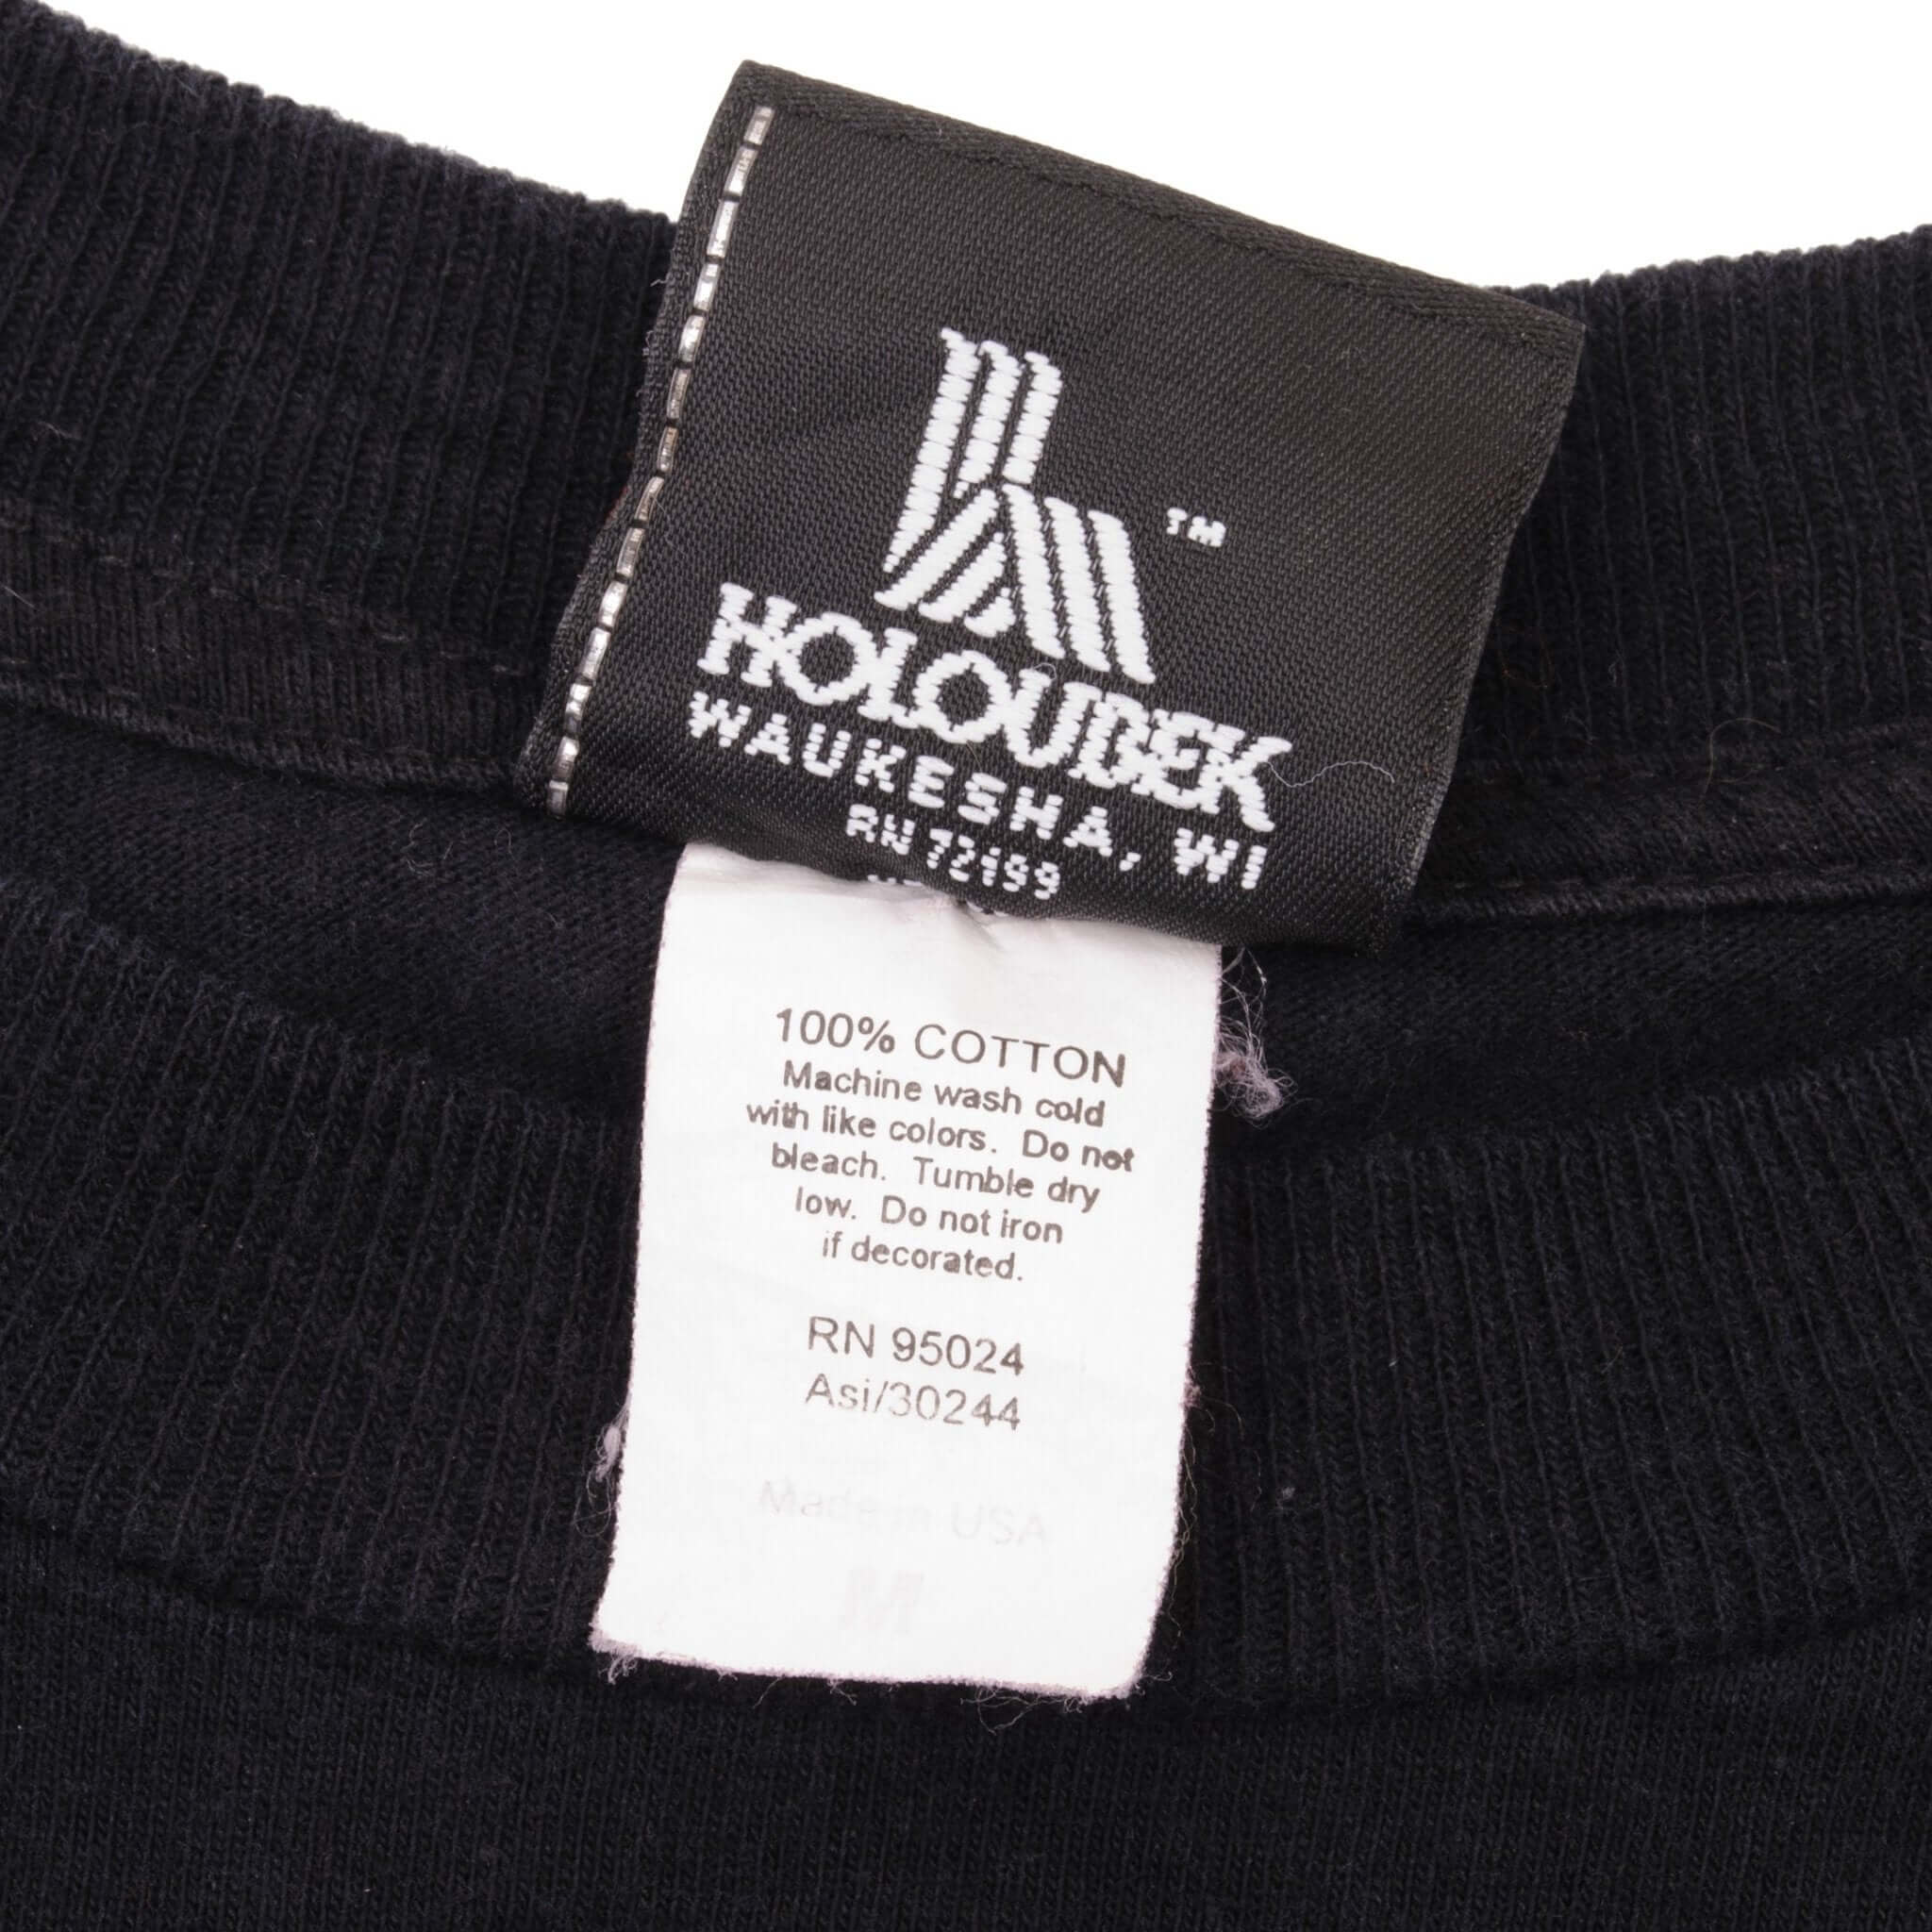 TM
HOLOUBEK
WAUKESHA, WI
RN 72199
100% COTTON
Machine wash cold
with like colors. Do not
bleach. Tumble dry
low. Do not iron
if decorated.
RN 95024
Asi/30244
Made in USA
M